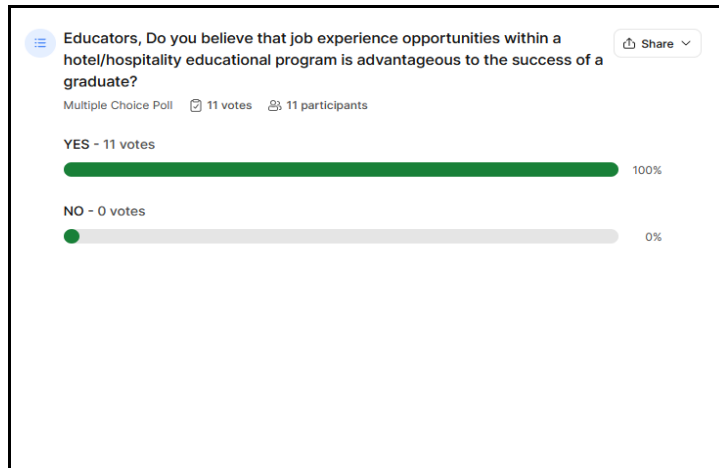 Educators, Do you believe that job experience opportunities within a
hotel/hospitality educational program is advantageous to the success of a
graduate?
Share
Multiple Choice Poll 11 votes 11 participants
YES - 11 votes
100%
NO - 0 votes
0%